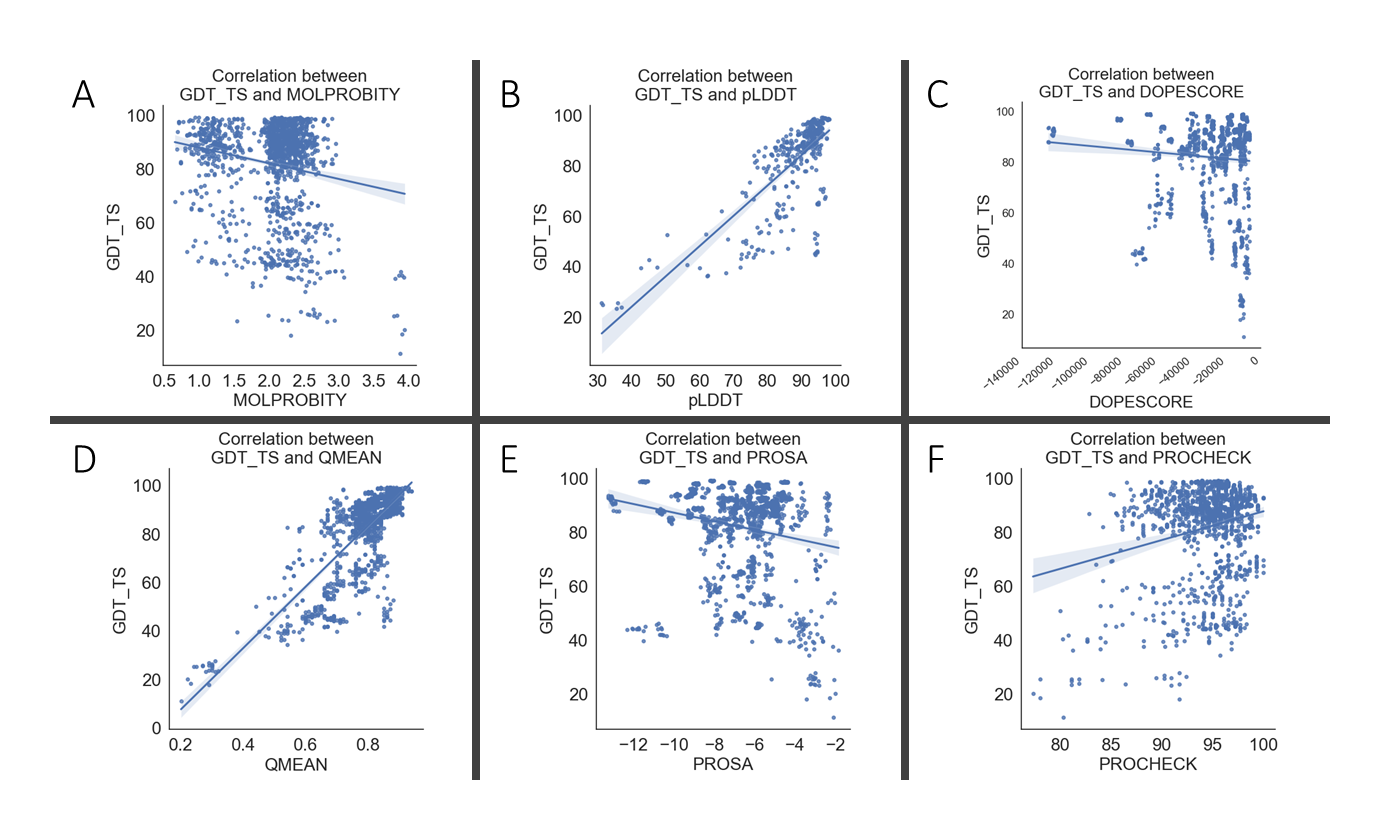 A
Correlation between
GDT_TS and MOLPROBITY
100
80
60
40
20
GDT_TS
0.5 1.0 1.5 2.0 2.5 3.0 3.5 4.0
MOLPROBITY
B
Correlation between
GDT_TS and pLDDT
100
80
60
40
20
GDT_TS
30 40 50 60 70 80 90 100
pLDDT
C
Correlation between
GDT_TS and DOPESCORE
100
80
60
40
20
GDT_TS
−140000 −120000 −100000 −80000 −60000 −40000 −20000 0
DOPESCORE
D
Correlation between
GDT_TS and QMEAN
100
80
60
40
20
0
GDT_TS
0.2 0.4 0.6 0.8
QMEAN
E
Correlation between
GDT_TS and PROSA
100
80
60
40
20
GDT_TS
−12 −10 −8 −6 −4 −2
PROSA
F
Correlation between
GDT_TS and PROCHECK
100
80
60
40
20
GDT_TS
80 85 90 95 100
PROCHECK